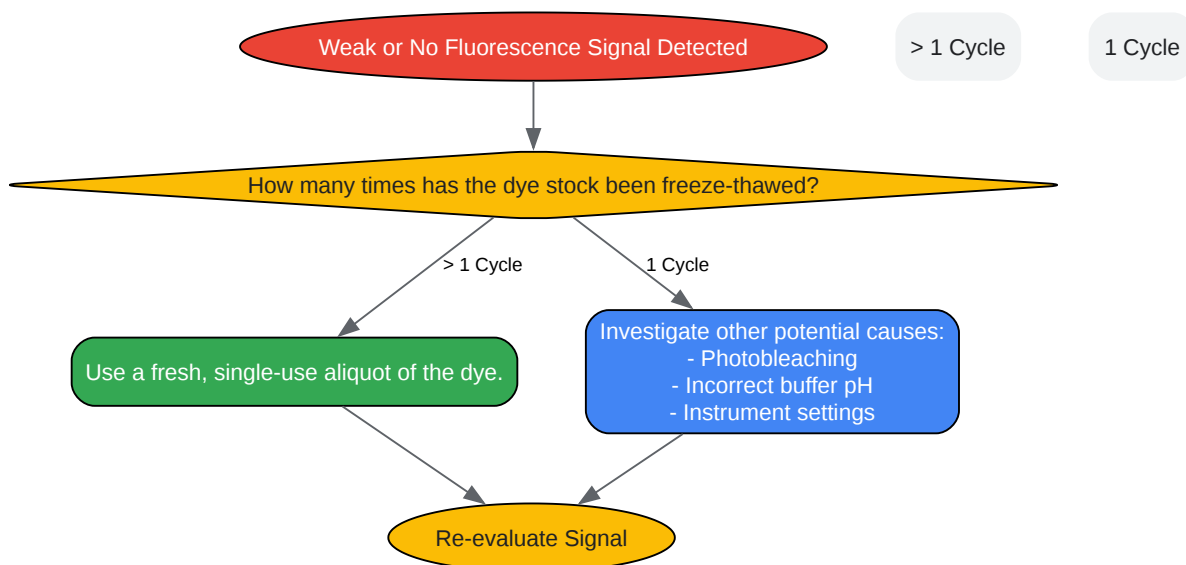 Weak or No Fluorescence Signal Detected
> 1 Cycle
1 Cycle
How many times has the dye stock been freeze-thawed?
> 1 Cycle
1 Cycle
Use a fresh, single-use aliquot of the dye.
Investigate other potential causes:
- Photobleaching
- Incorrect buffer pH
- Instrument settings
Re-evaluate Signal